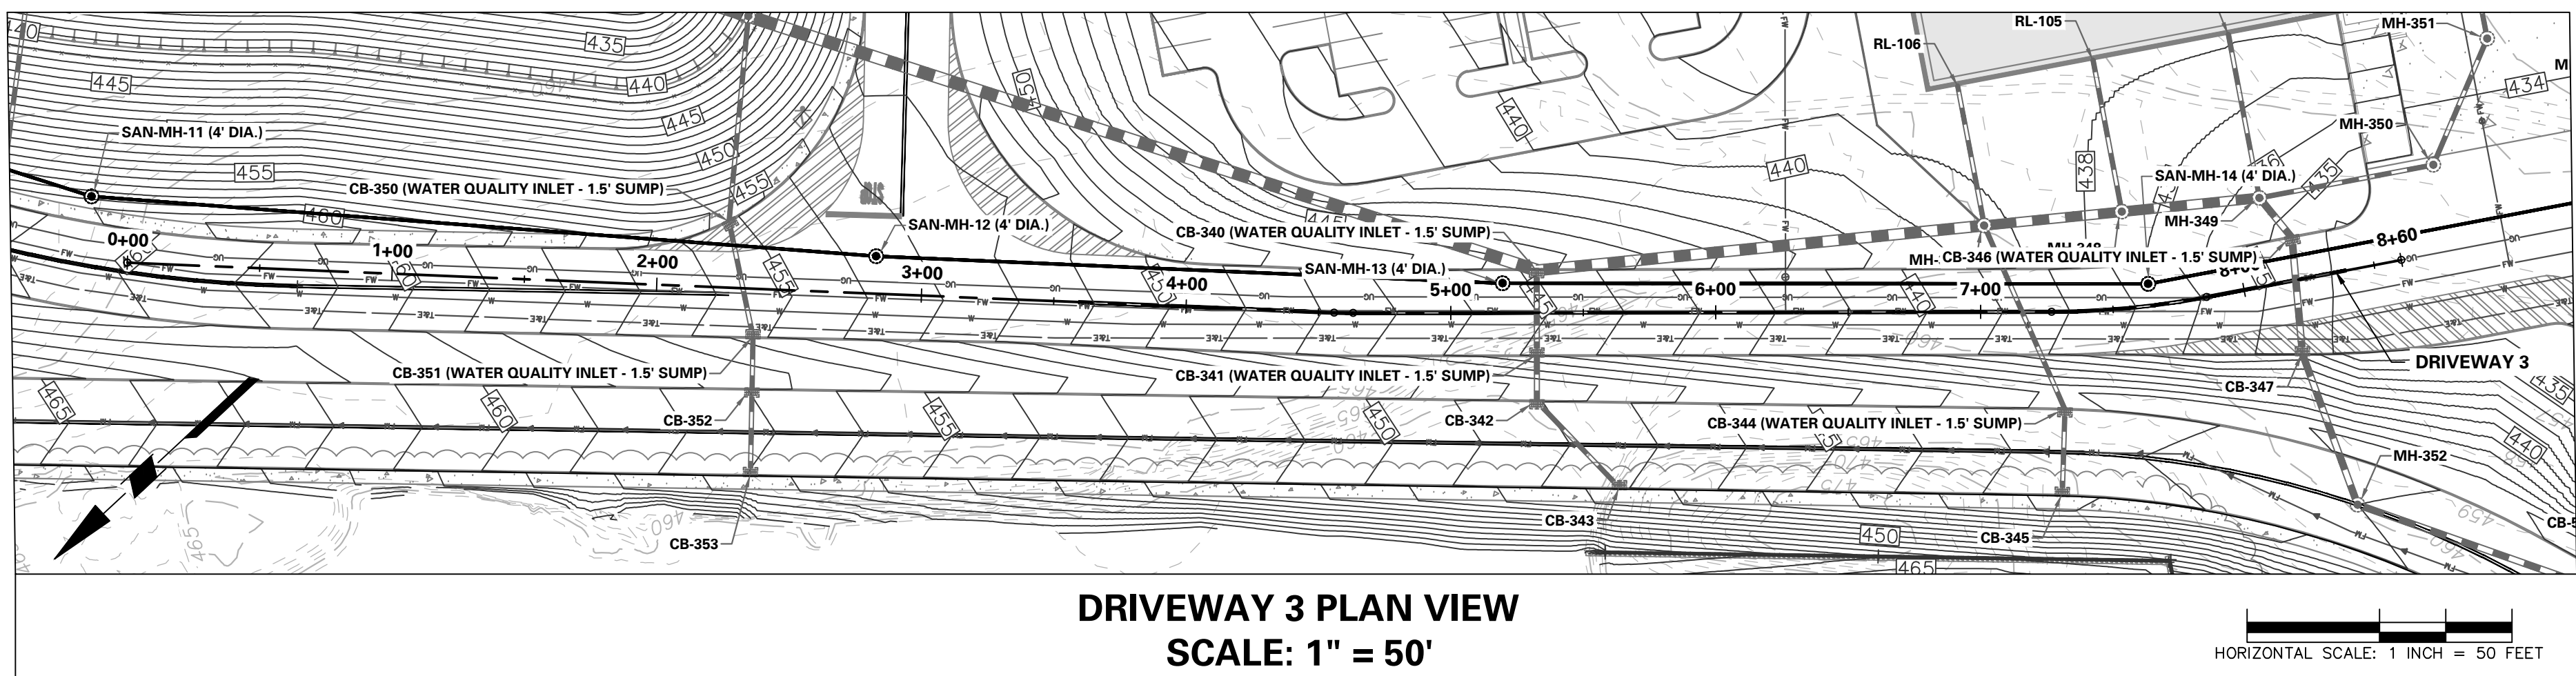 435
RL-105
MH-351
RL-106
445
440
450
434
440
445
MH-350
SAN-MH-11 (4' DIA.)
450
440
438
435
455
CB-350 (WATER QUALITY INLET - 1.5' SUMP)
455
SAN-MH-14 (4' DIA.)
460
SAN-MH-12 (4' DIA.)
CB-340 (WATER QUALITY INLET - 1.5' SUMP)
MH-349
0+00
1+00
2+00
3+00
4+00
SAN-MH-13 (4' DIA.)
5+00
6+00
7+00
CB-346 (WATER QUALITY INLET - 1.5' SUMP)
8+60
455
440
DRIVEWAY 3
CB-351 (WATER QUALITY INLET - 1.5' SUMP)
CB-341 (WATER QUALITY INLET - 1.5' SUMP)
CB-347
435
465
460
455
450
CB-352
CB-342
CB-344 (WATER QUALITY INLET - 1.5' SUMP)
440
MH-352
CB-343
459
460
460
465
CB-353
450
CB-345
465
DRIVEWAY 3 PLAN VIEW
SCALE: 1" = 50'
HORIZONTAL SCALE: 1 INCH = 50 FEET